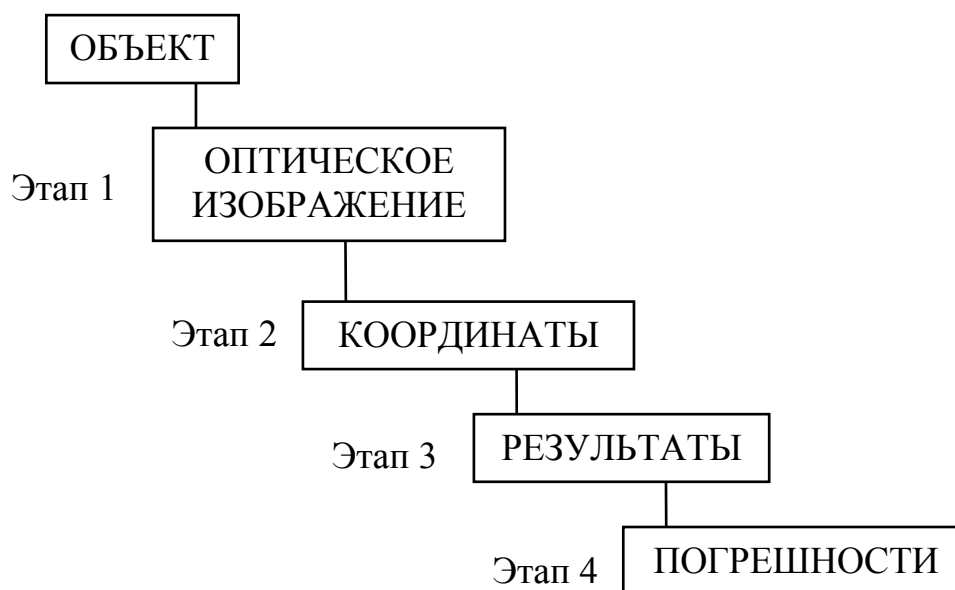 ОБЪЕКТ
Этап 1
ОПТИЧЕСКОЕ
ИЗОБРАЖЕНИЕ
Этап 2
КООРДИНАТЫ
Этап 3
РЕЗУЛЬТАТЫ
Этап 4
ПОГРЕШНОСТИ